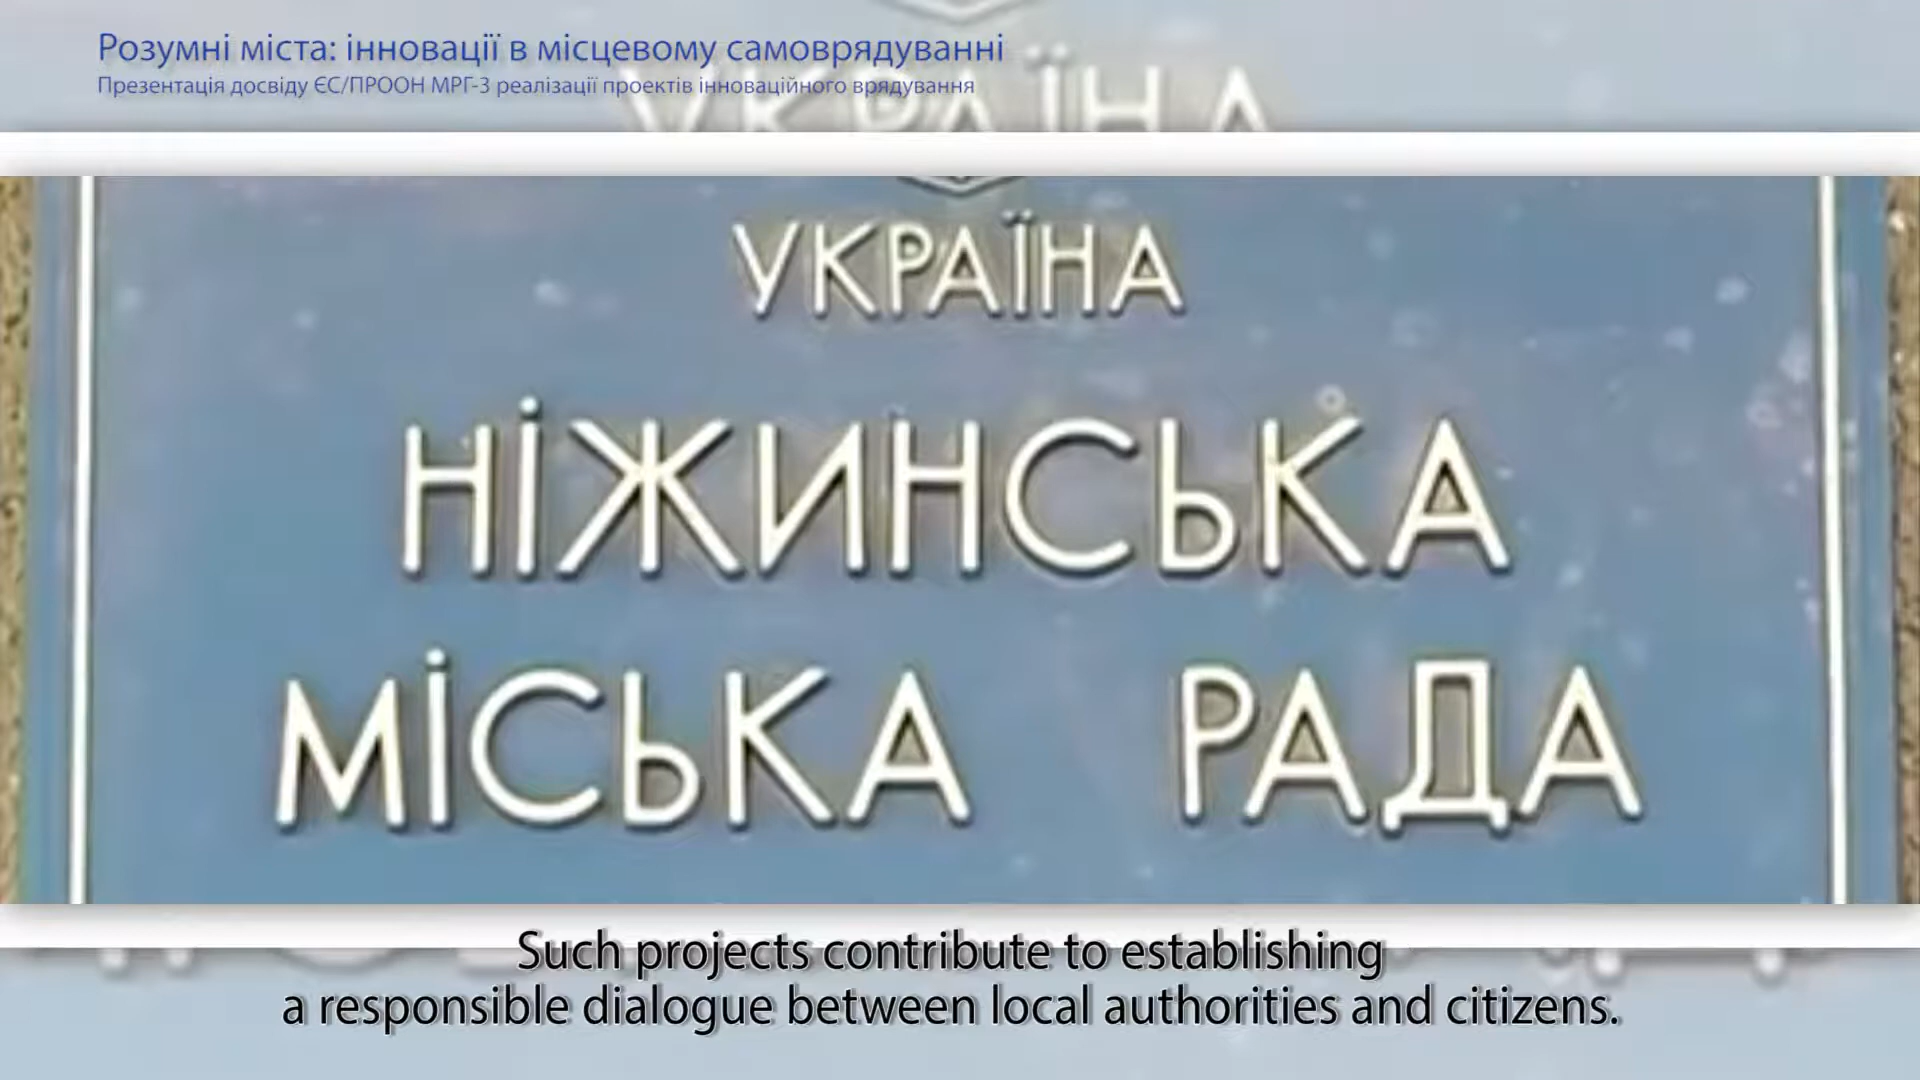 Розумні міста: інновації в місцевому самоврядуванні
Презентація досвіду ЄС/ПРООН МРГ-3 реалізації проектів інноваційного врядування
УКРАЇНА
УКРАЇНА
НІЖИНСЬКА
МІСЬКА РАДА
Such projects contribute to establishing
a responsible dialogue between local authorities and citizens.